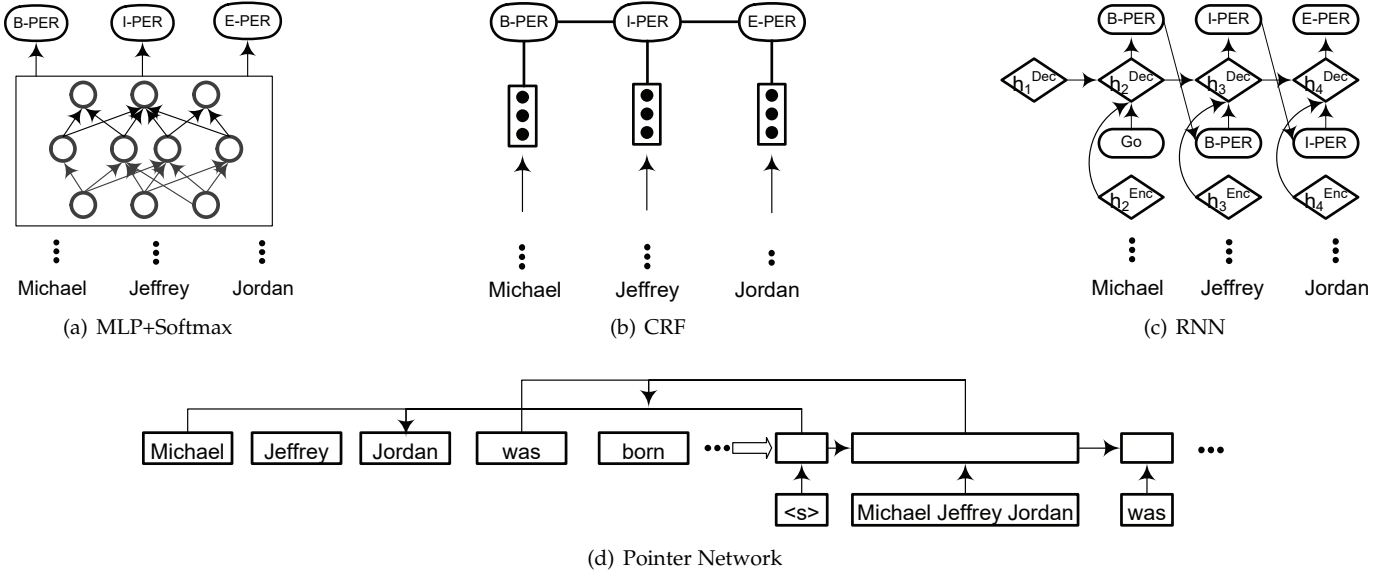 B-PER I-PER E-PER
Michael Jeffrey Jordan
(a) MLP+Softmax
B-PER I-PER E-PER
Michael Jeffrey Jordan
(b) CRF
B-PER I-PER E-PER
h1Dec h2Dec h3Dec h4Dec
Go B-PER I-PER
h2Enc h3Enc h4Enc
Michael Jeffrey Jordan
(c) RNN
Michael Jeffrey Jordan was born
<s> Michael Jeffrey Jordan was
(d) Pointer Network